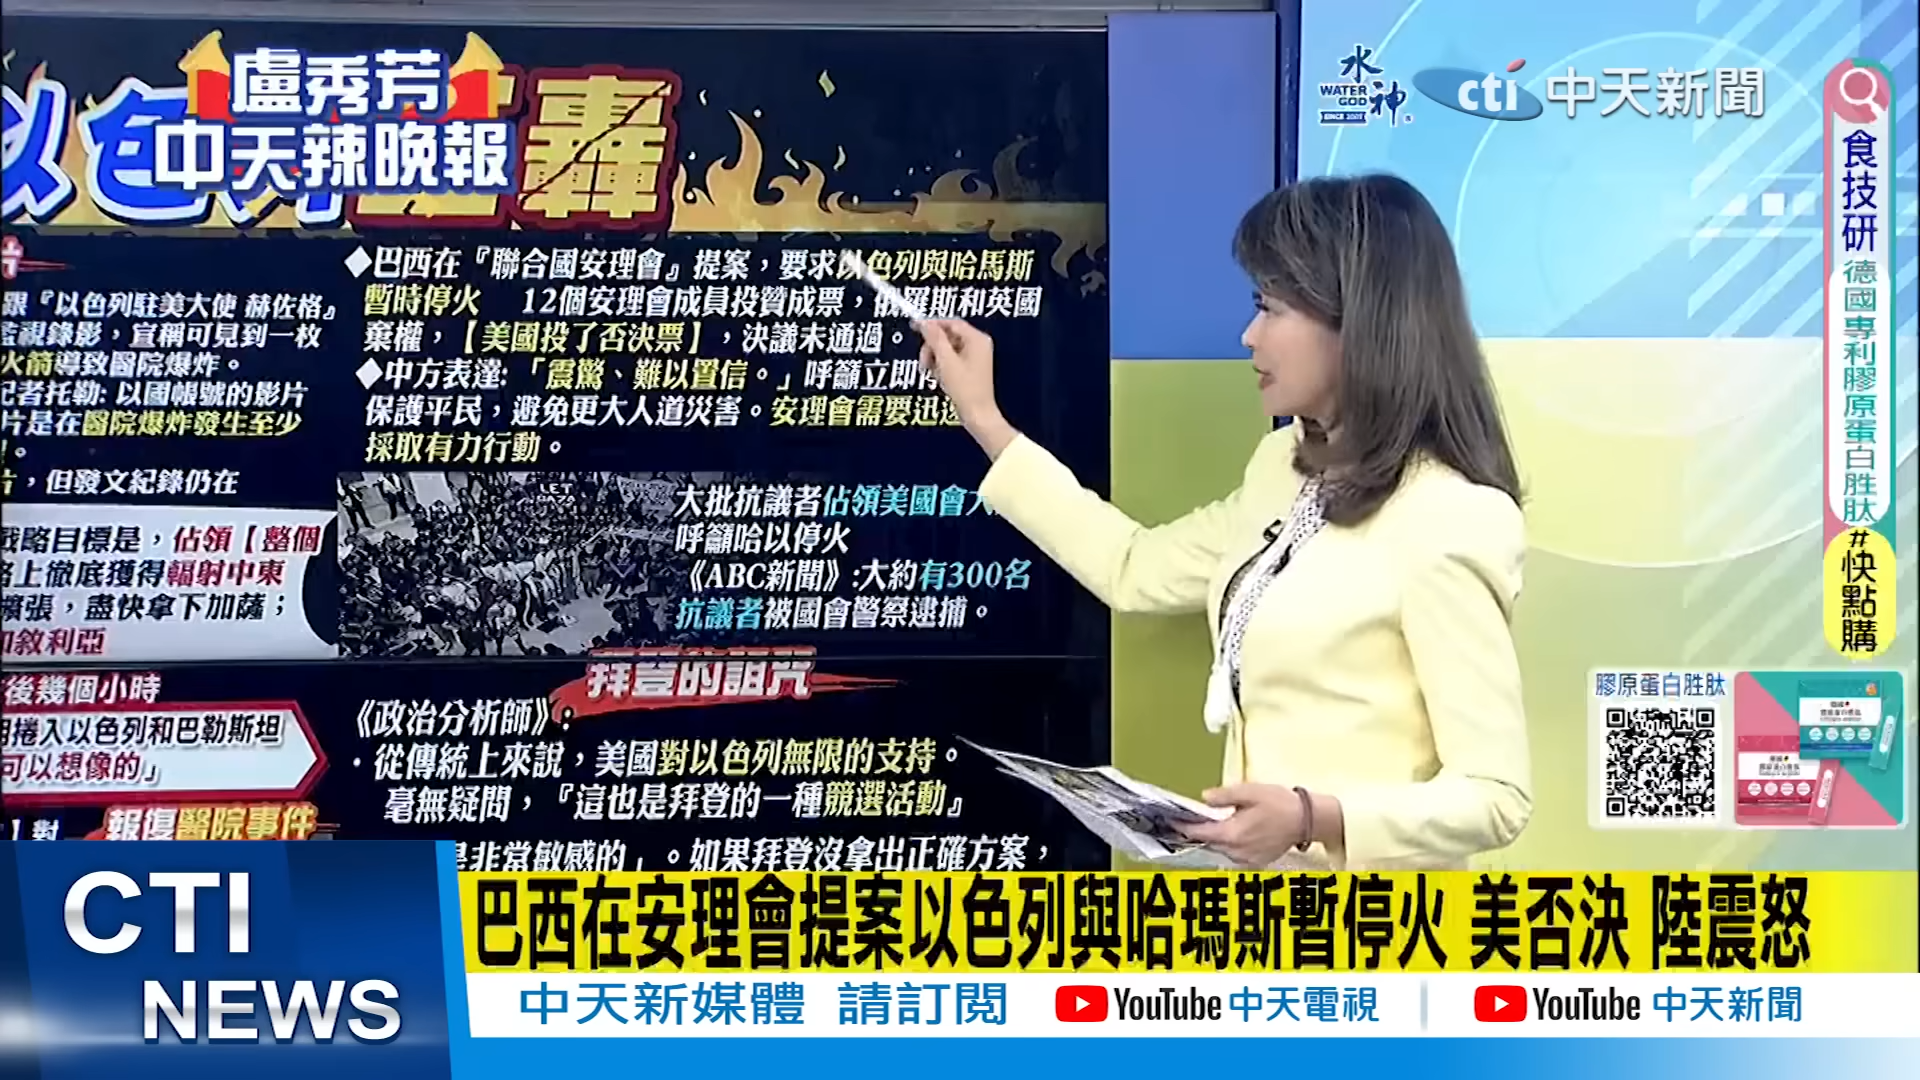 盧秀芳
中天辣晚報
以色列
轟
水神
WATER GOD
SINCE 2007
cti 中天新聞
片
跟『以色列駐美大使 赫佐格』
監視錄影，宣稱可見到一枚
火箭導致醫院爆炸。
記者托勒: 以國帳號的影片
片是在醫院爆炸發生至少
。
片，但發文紀錄仍在
戰略目標是，佔領【整個
略上徹底獲得輻射中東
擴張，盡快拿下加薩；
和敘利亞
後幾個小時
捲入以色列和巴勒斯坦
可以想像的」
報復醫院事件
】對
◆巴西在『聯合國安理會』提案，要求以色列與哈馬斯
暫時停火 12個安理會成員投贊成票，俄羅斯和英國
棄權，【美國投了否決票】，決議未通過。
◆中方表達:「震驚、難以置信。」呼籲立即停
保護平民，避免更大人道災害。安理會需要迅速
採取有力行動。
LET GAZA
大批抗議者佔領美國會大
呼籲哈以停火
《ABC新聞》:大約有300名
抗議者被國會警察逮捕。
拜登的詛咒
《政治分析師》:
·從傳統上來說，美國對以色列無限的支持。
毫無疑問，『這也是拜登的一種競選活動』
是非常敏感的」。如果拜登沒拿出正確方案，
食技研
德國專利膠原蛋白胜肽
#快點購
膠原蛋白胜肽
CTI
NEWS
巴西在安理會提案以色列與哈瑪斯暫停火 美否決 陸震怒
中天新媒體 請訂閱 YouTube 中天電視 | YouTube 中天新聞